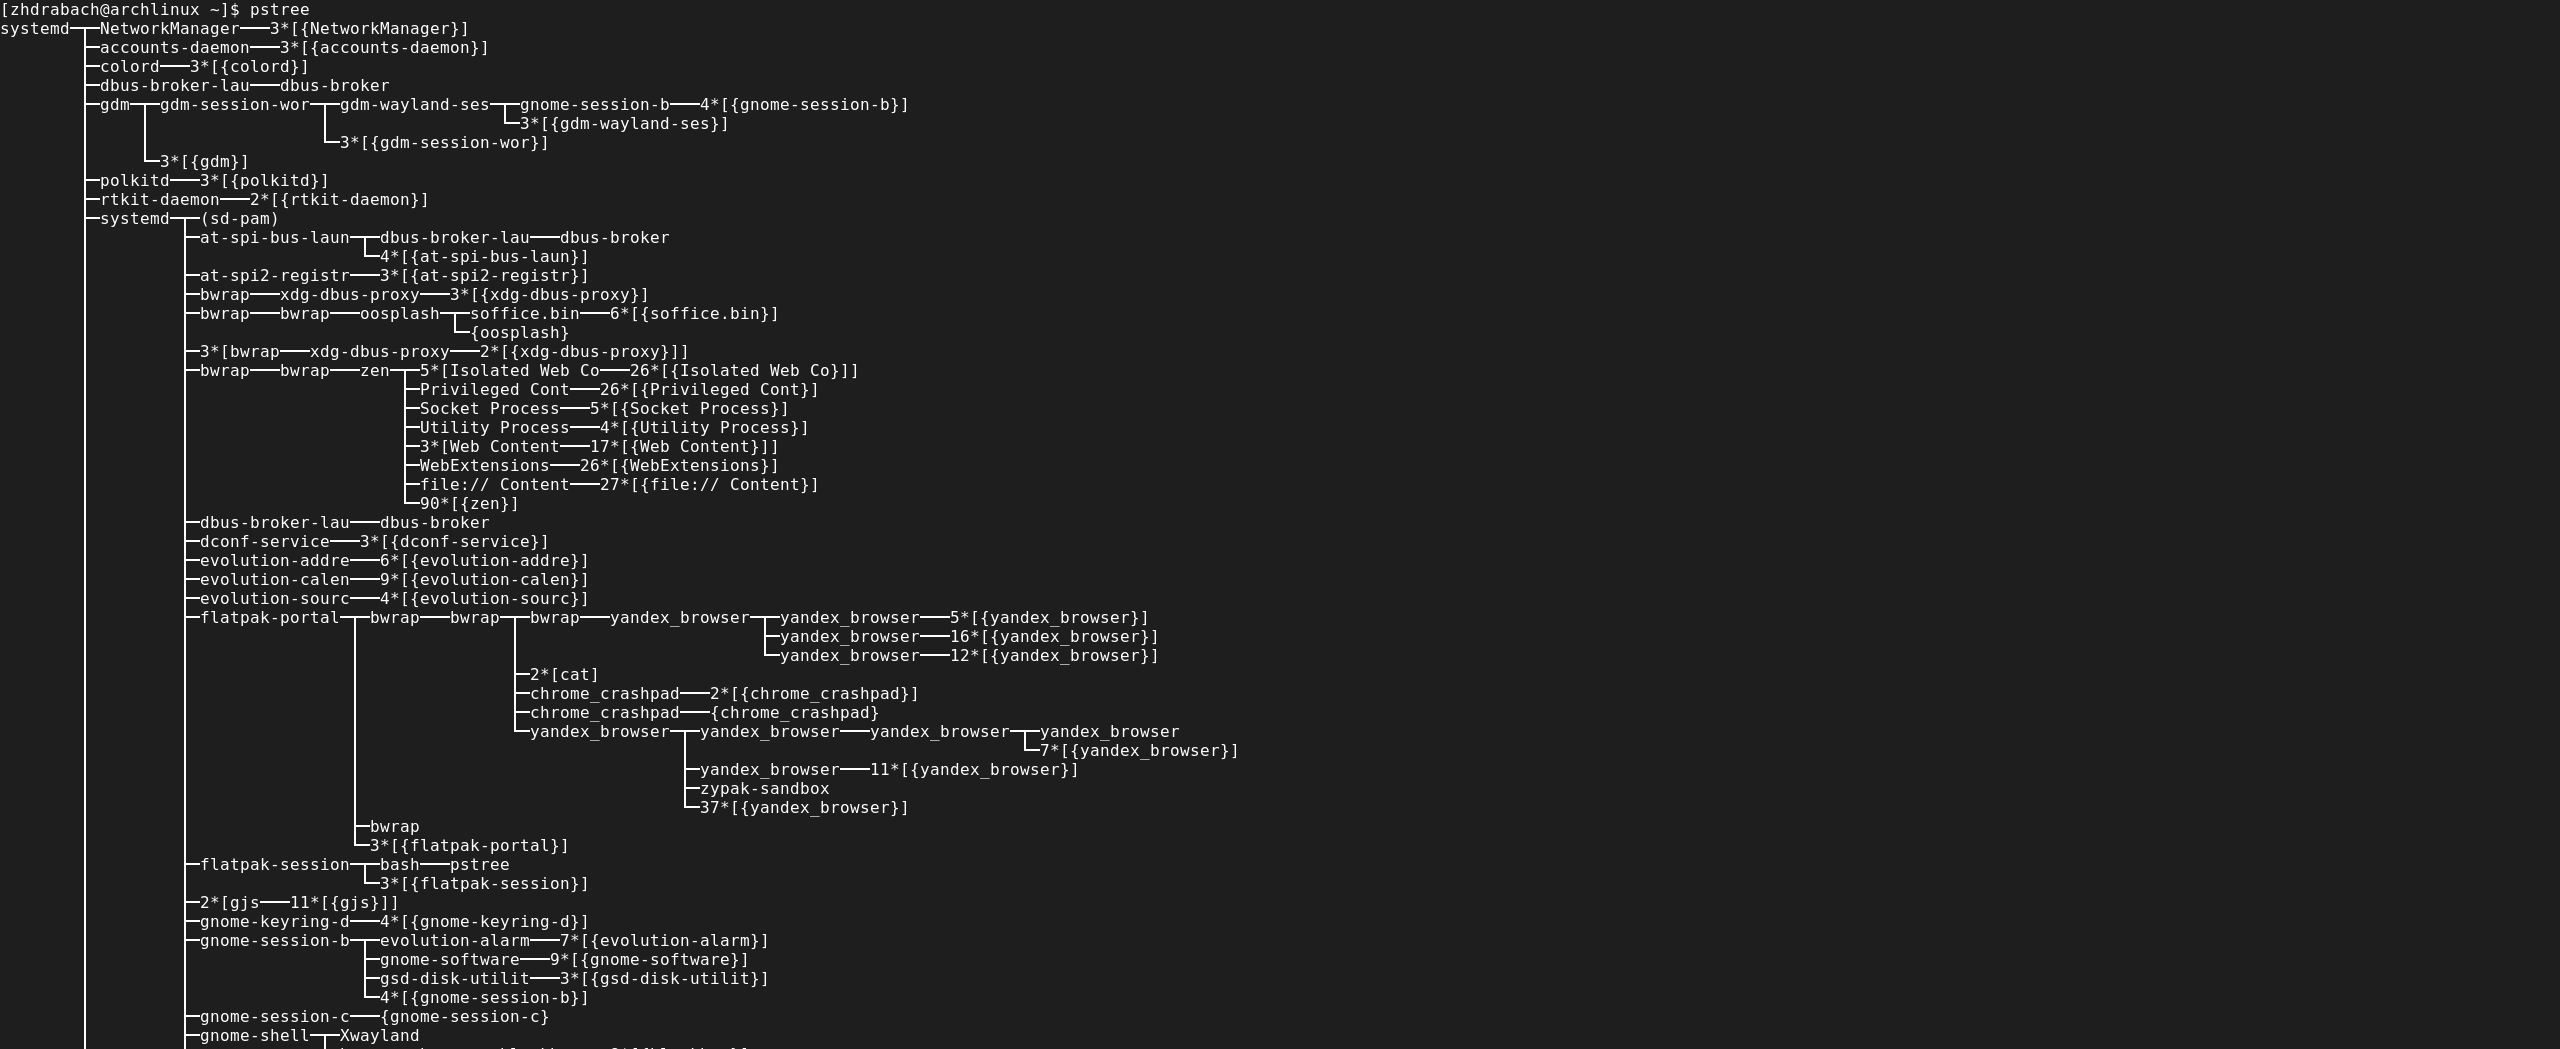 [zhdrabach@archlinux ~]$ pstree
systemd─┬─NetworkManager───3*[{NetworkManager}]
        ├─accounts-daemon───3*[{accounts-daemon}]
        ├─colord───3*[{colord}]
        ├─dbus-broker-lau───dbus-broker
        ├─gdm─┬─gdm-session-wor─┬─gdm-wayland-ses─┬─gnome-session-b───4*[{gnome-session-b}]
        │     │                 │                 └─3*[{gdm-wayland-ses}]
        │     │                 └─3*[{gdm-session-wor}]
        │     └─3*[{gdm}]
        ├─polkitd───3*[{polkitd}]
        ├─rtkit-daemon───2*[{rtkit-daemon}]
        ├─systemd─┬─(sd-pam)
        │         ├─at-spi-bus-laun─┬─dbus-broker-lau───dbus-broker
        │         │                 └─4*[{at-spi-bus-laun}]
        │         ├─at-spi2-registr───3*[{at-spi2-registr}]
        │         ├─bwrap───xdg-dbus-proxy───3*[{xdg-dbus-proxy}]
        │         ├─bwrap───bwrap───oosplash─┬─soffice.bin───6*[{soffice.bin}]
        │         │                          └─{oosplash}
        │         ├─3*[bwrap───xdg-dbus-proxy───2*[{xdg-dbus-proxy}]]
        │         ├─bwrap───bwrap───zen─┬─5*[Isolated Web Co───26*[{Isolated Web Co}]]
        │         │                     ├─Privileged Cont───26*[{Privileged Cont}]
        │         │                     ├─Socket Process───5*[{Socket Process}]
        │         │                     ├─Utility Process───4*[{Utility Process}]
        │         │                     ├─3*[Web Content───17*[{Web Content}]]
        │         │                     ├─WebExtensions───26*[{WebExtensions}]
        │         │                     ├─file:// Content───27*[{file:// Content}]
        │         │                     └─90*[{zen}]
        │         ├─dbus-broker-lau───dbus-broker
        │         ├─dconf-service───3*[{dconf-service}]
        │         ├─evolution-addre───6*[{evolution-addre}]
        │         ├─evolution-calen───9*[{evolution-calen}]
        │         ├─evolution-sourc───4*[{evolution-sourc}]
        │         ├─flatpak-portal─┬─bwrap───bwrap─┬─bwrap───yandex_browser─┬─yandex_browser───5*[{yandex_browser}]
        │         │                │               │                        ├─yandex_browser───16*[{yandex_browser}]
        │         │                │               │                        └─yandex_browser───12*[{yandex_browser}]
        │         │                │               ├─2*[cat]
        │         │                │               ├─chrome_crashpad───2*[{chrome_crashpad}]
        │         │                │               ├─chrome_crashpad───{chrome_crashpad}
        │         │                │               └─yandex_browser─┬─yandex_browser───yandex_browser─┬─yandex_browser
        │         │                │                                │                                 └─7*[{yandex_browser}]
        │         │                │                                ├─yandex_browser───11*[{yandex_browser}]
        │         │                │                                ├─zypak-sandbox
        │         │                │                                └─37*[{yandex_browser}]
        │         │                ├─bwrap
        │         │                └─3*[{flatpak-portal}]
        │         ├─flatpak-session─┬─bash───pstree
        │         │                 └─3*[{flatpak-session}]
        │         ├─2*[gjs───11*[{gjs}]]
        │         ├─gnome-keyring-d───4*[{gnome-keyring-d}]
        │         ├─gnome-session-b─┬─evolution-alarm───7*[{evolution-alarm}]
        │         │                 ├─gnome-software───9*[{gnome-software}]
        │         │                 ├─gsd-disk-utilit───3*[{gsd-disk-utilit}]
        │         │                 └─4*[{gnome-session-b}]
        │         ├─gnome-session-c───{gnome-session-c}
        │         ├─gnome-shell─┬─Xwayland